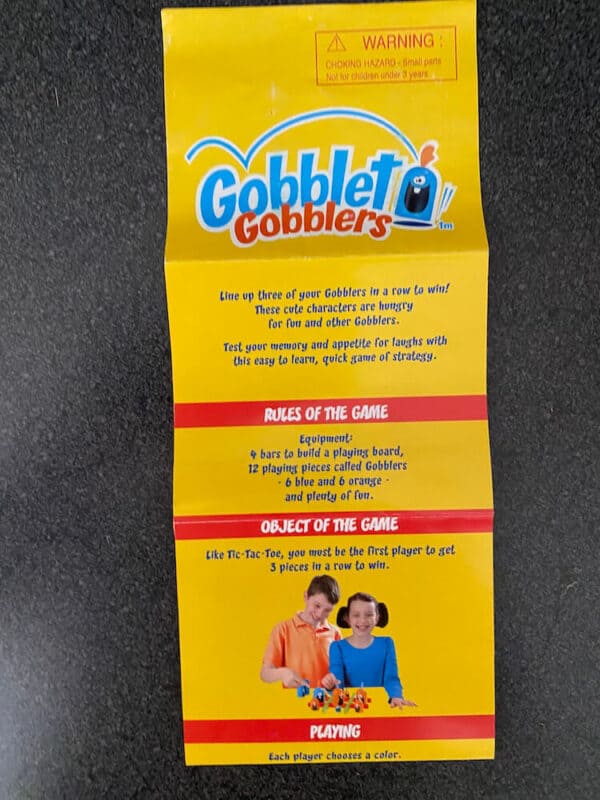 WARNING :
CHOKING HAZARD - Small parts
Not for children under 3 years.
Gobblet
Gobblers
tm
Line up three of your Gobblers in a row to win!
These cute characters are hungry
for fun and other Gobblers.
Test your memory and appetite for laughs with
this easy to learn, quick game of strategy.
RULES OF THE GAME
Equipment:
4 bars to build a playing board,
12 playing pieces called Gobblers
- 6 blue and 6 orange -
and plenty of fun.
OBJECT OF THE GAME
Like Tic-Tac-Toe, you must be the first player to get
3 pieces in a row to win.
PLAYING
Each player chooses a color.